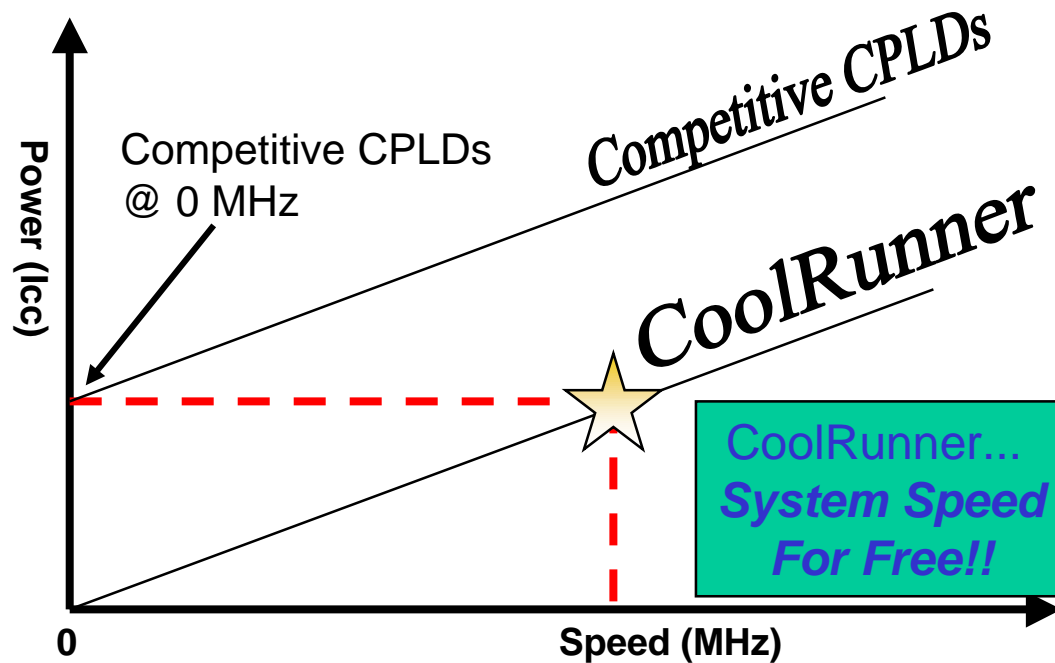 Competitive CPLDs
Power (Icc)
Competitive CPLDs
@ 0 MHz
CoolRunner
CoolRunner...
System Speed
For Free!!
0
Speed (MHz)